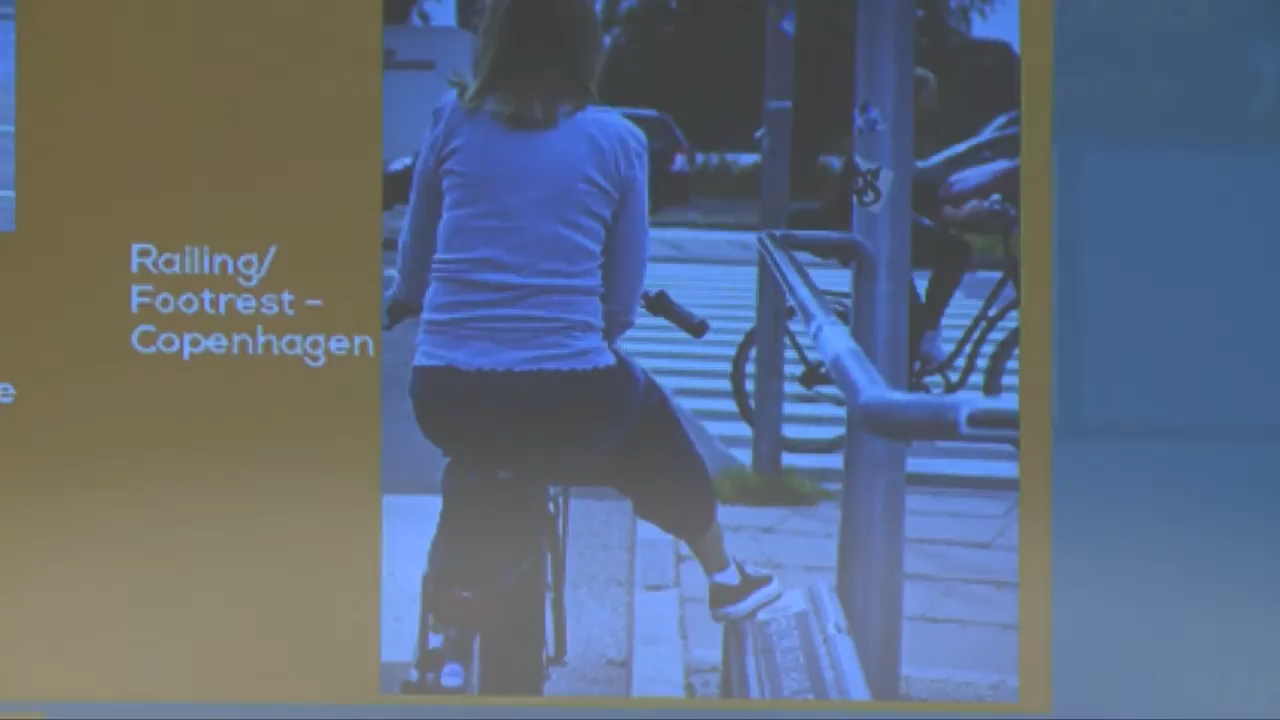 Railing/
Footrest –
Copenhagen
e